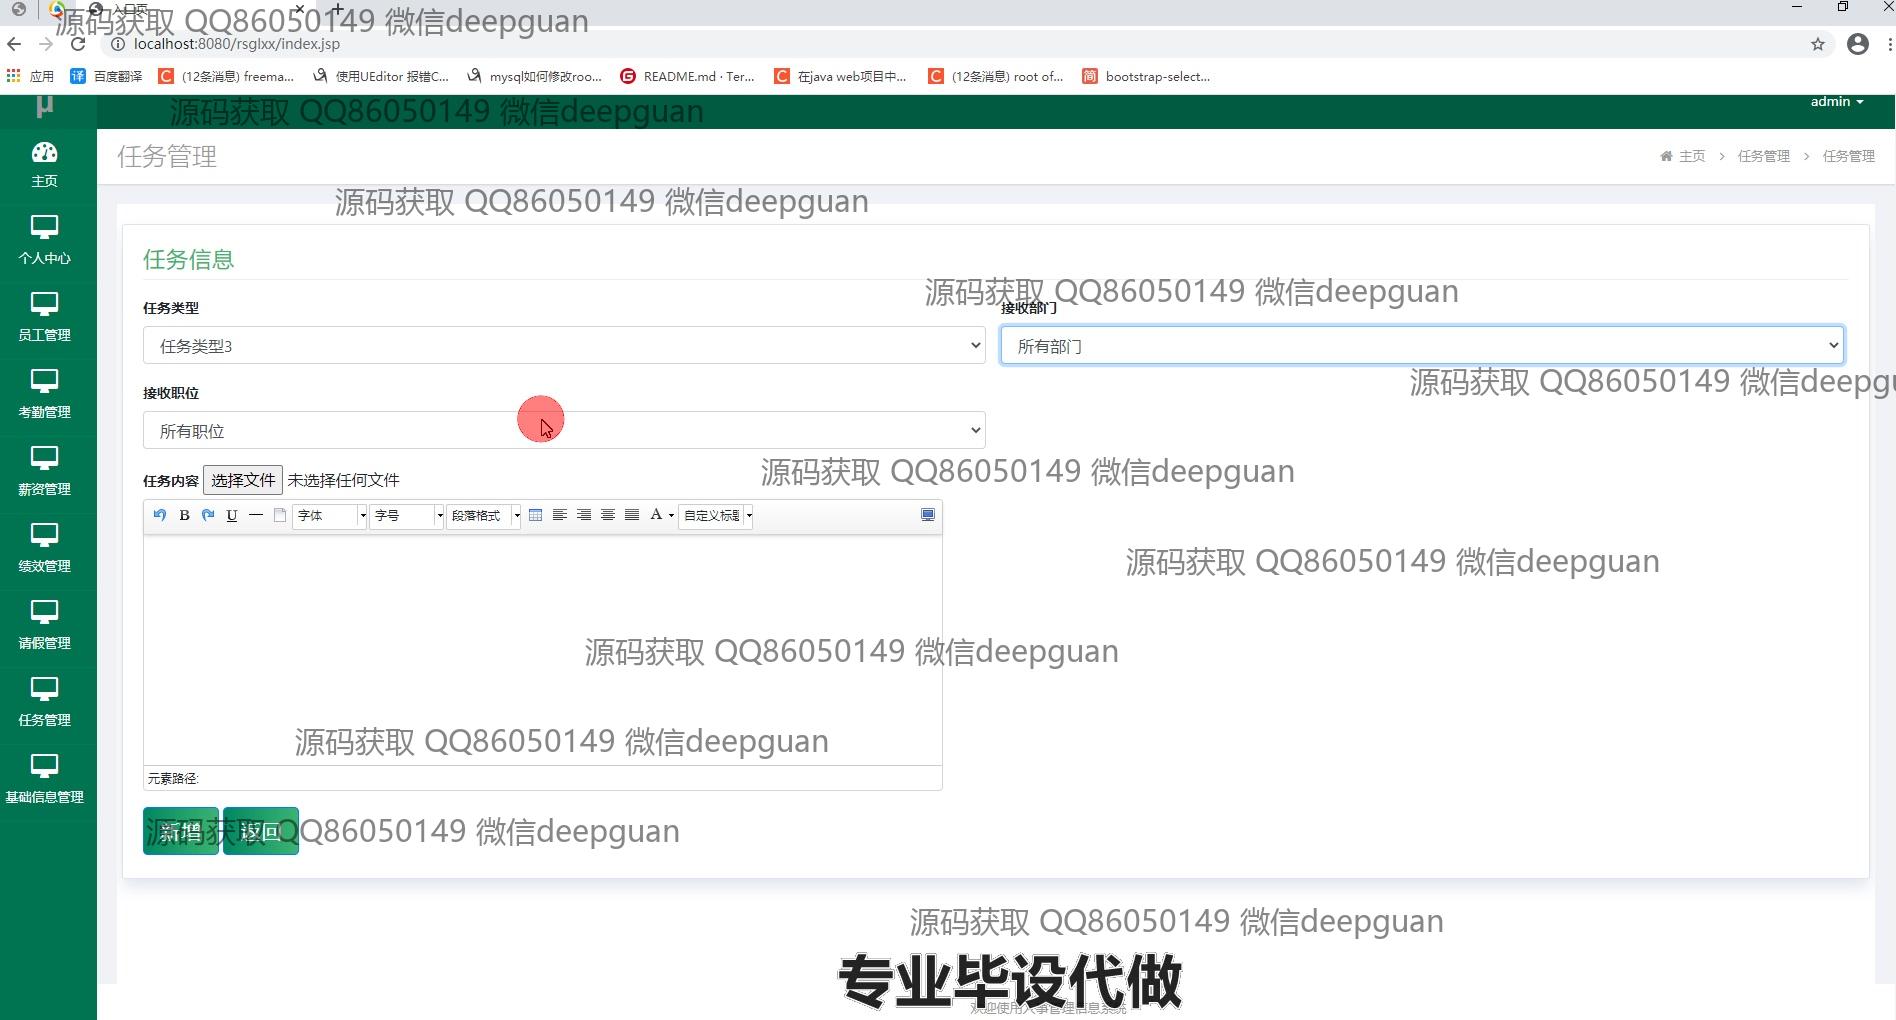 入口页
源码获取 QQ86050149 微信deepguan
localhost:8080/rsglxx/index.jsp
应用 百度翻译 (12条消息) freema... 使用UEditor 报错C... mysql如何修改roo... README.md · Ter... 在java web项目中... (12条消息) root of... bootstrap-select...
μ 源码获取 QQ86050149 微信deepguan admin
任务管理 主页 > 任务管理 > 任务管理
主页
源码获取 QQ86050149 微信deepguan
个人中心
任务信息
源码获取 QQ86050149 微信deepguan
任务类型 接收部门
员工管理
任务类型3 所有部门
源码获取 QQ86050149 微信deepgu
接收职位
考勤管理
所有职位
源码获取 QQ86050149 微信deepguan
任务内容 选择文件 未选择任何文件
薪资管理
B U 字体 字号 段落格式 A 自定义标题
绩效管理
源码获取 QQ86050149 微信deepguan
请假管理
源码获取 QQ86050149 微信deepguan
任务管理
源码获取 QQ86050149 微信deepguan
元素路径:
基础信息管理
新增 返回
源码获取 QQ86050149 微信deepguan
源码获取 QQ86050149 微信deepguan
专业毕设代做
欢迎使用人事管理信息系统